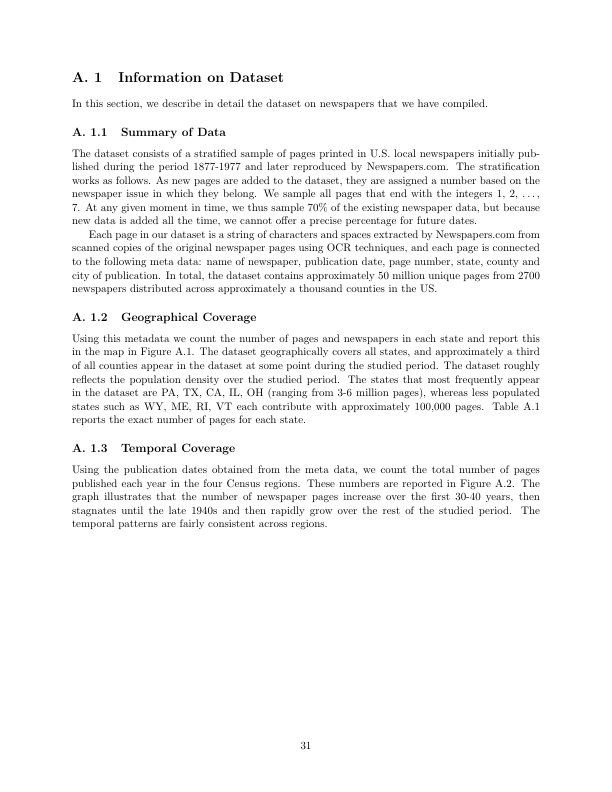 A. 1 Information on Dataset
In this section, we describe in detail the dataset on newspapers that we have compiled.
A. 1.1 Summary of Data
The dataset consists of a stratified sample of pages printed in U.S. local newspapers initially pub-
lished during the period 1877-1977 and later reproduced by Newspapers.com. The stratification
works as follows. As new pages are added to the dataset, they are assigned a number based on the
newspaper issue in which they belong. We sample all pages that end with the integers 1, 2, ...,
7. At any given moment in time, we thus sample 70% of the existing newspaper data, but because
new data is added all the time, we cannot offer a precise percentage for future dates.
Each page in our dataset is a string of characters and spaces extracted by Newspapers.com from
scanned copies of the original newspaper pages using OCR techniques, and each page is connected
to the following meta data: name of newspaper, publication date, page number, state, county and
city of publication. In total, the dataset contains approximately 50 million unique pages from 2700
newspapers distributed across approximately a thousand counties in the US.
A. 1.2 Geographical Coverage
Using this metadata we count the number of pages and newspapers in each state and report this
in the map in Figure A.1. The dataset geographically covers all states, and approximately a third
of all counties appear in the dataset at some point during the studied period. The dataset roughly
reflects the population density over the studied period. The states that most frequently appear
in the dataset are PA, TX, CA, IL, OH (ranging from 3-6 million pages), whereas less populated
states such as WY, ME, RI, VT each contribute with approximately 100,000 pages. Table A.1
reports the exact number of pages for each state.
A. 1.3 Temporal Coverage
Using the publication dates obtained from the meta data, we count the total number of pages
published each year in the four Census regions. These numbers are reported in Figure A.2. The
graph illustrates that the number of newspaper pages increase over the first 30-40 years, then
stagnates until the late 1940s and then rapidly grow over the rest of the studied period. The
temporal patterns are fairly consistent across regions.
31